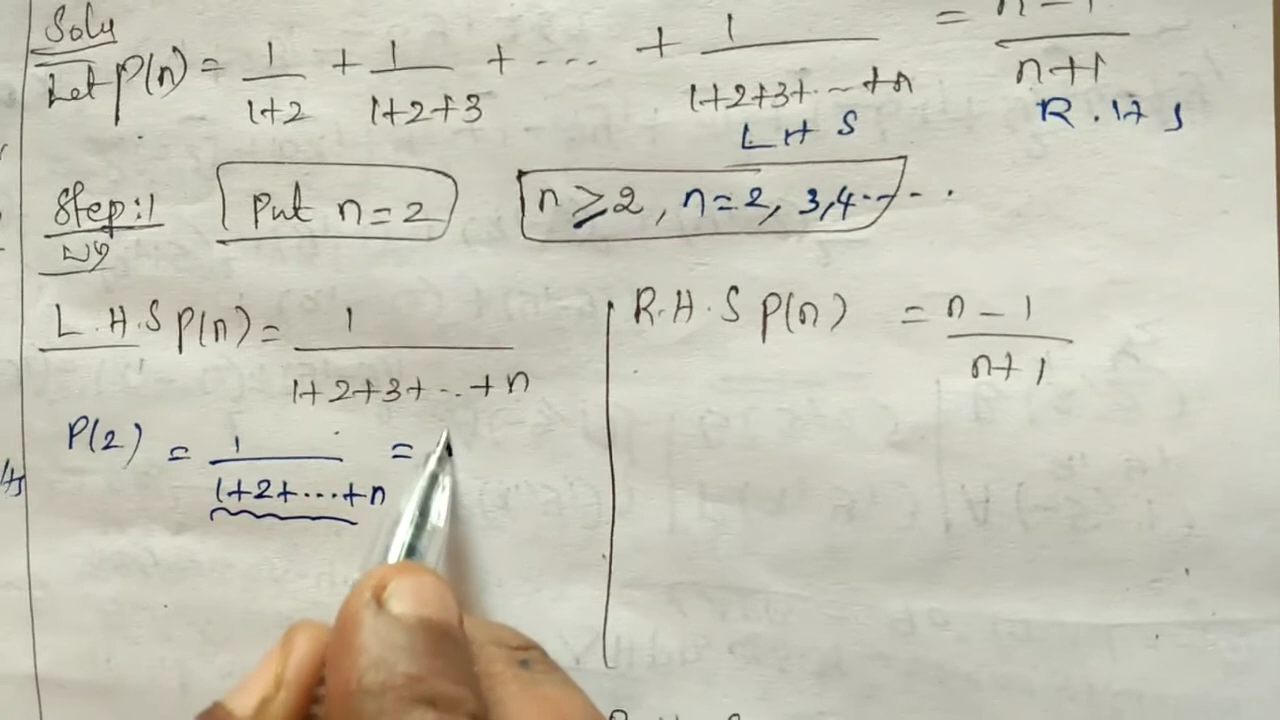 Solu
Let P(n) = 1/(1+2) + 1/(1+2+3) + ... + 1/(1+2+3+...+n) = n-1/(n+1)
L H S R.H S
Step:1 Put n=2 n≥2, n=2, 3,4.....
L.H.S P(n) = 1/(1+2+3+...+n) R.H.S P(n) = n-1/(n+1)
P(2) = 1/(1+2+...+n) =